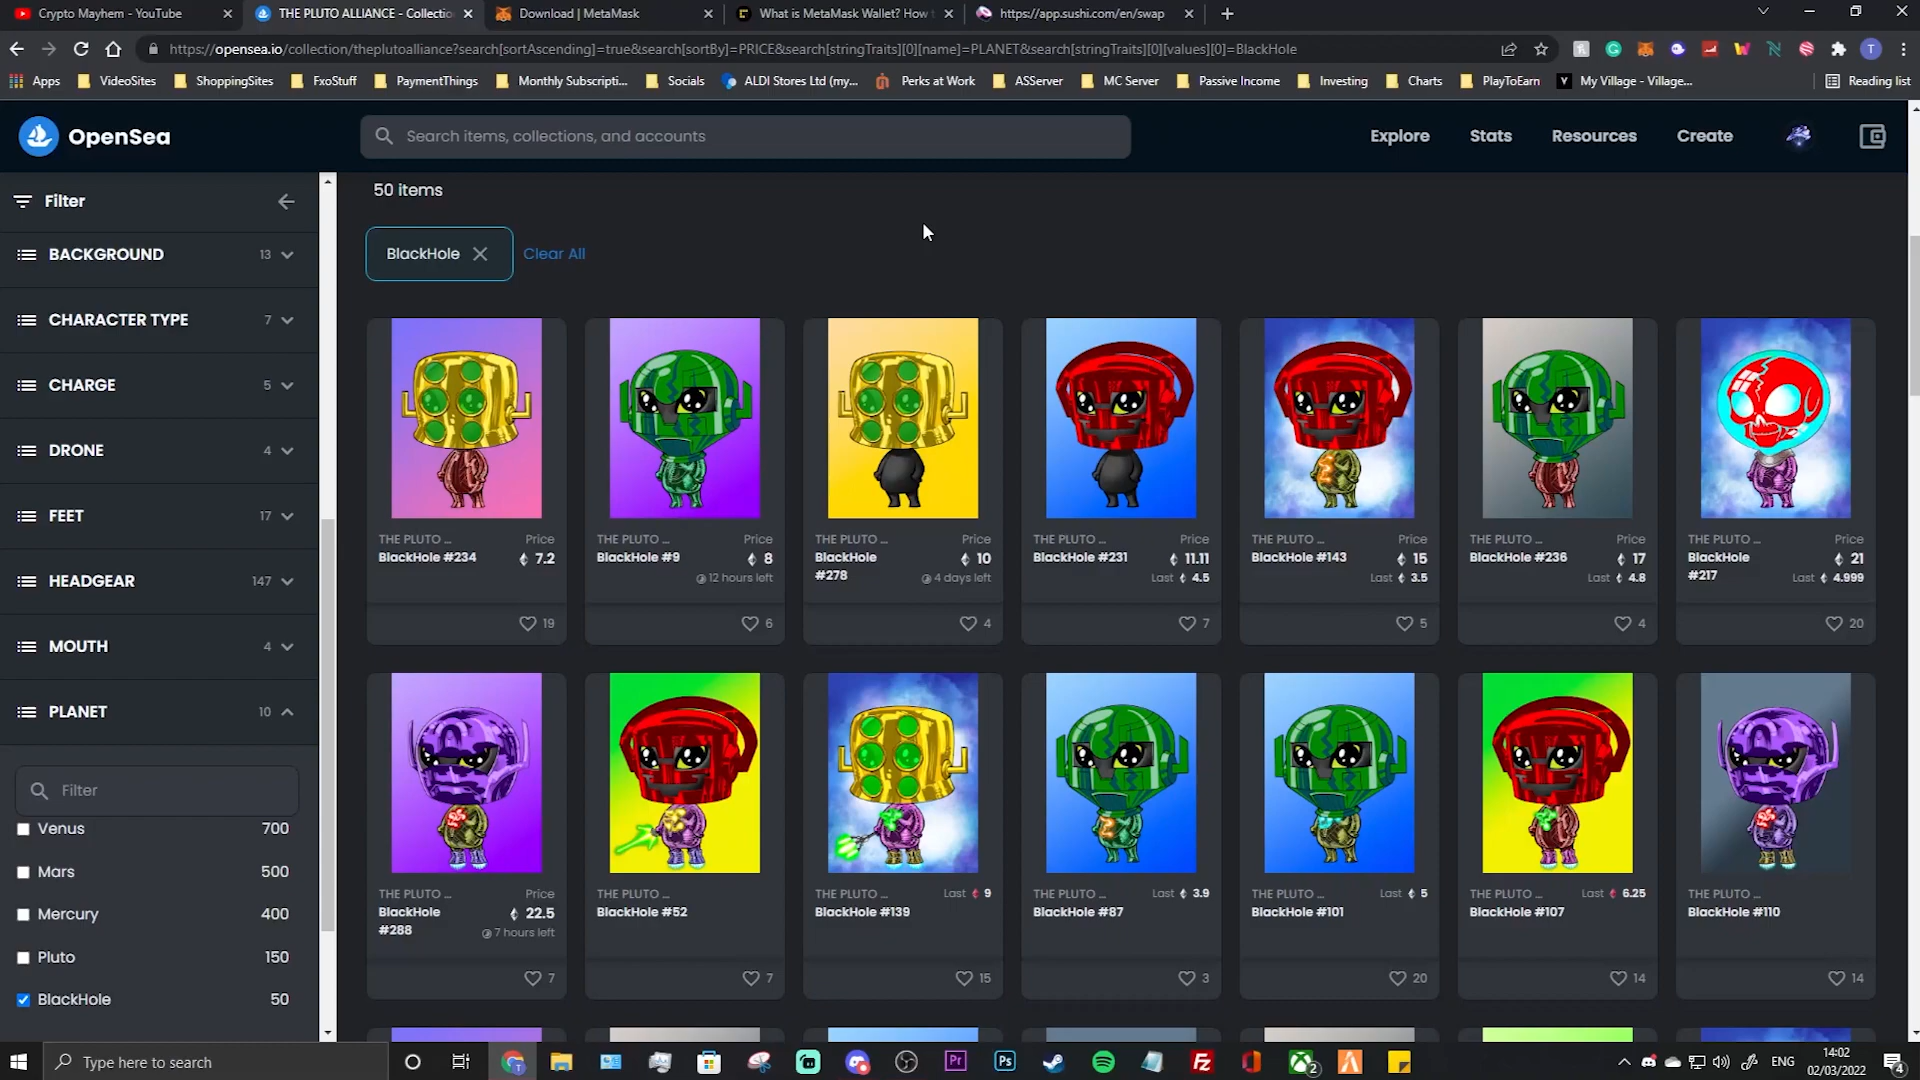 Crypto Mayhem - YouTube
THE PLUTO ALLIANCE - Collectio
Download | MetaMask
What is MetaMask Wallet? How t
https://app.sushi.com/en/swap
https://opensea.io/collection/theplutoalliance?search[sortAscending]=true&search[sortBy]=PRICE&search[stringTraits][0][name]=PLANET&search[stringTraits][0][values][0]=BlackHole
Apps VideoSites ShoppingSites FxoStuff PaymentThings Monthly Subscripti... Socials ALDI Stores Ltd (my... Perks at Work ASServer MC Server Passive Income Investing Charts PlayToEarn My Village - Village... Reading list
OpenSea
Search items, collections, and accounts
Explore Stats Resources Create
Filter
BACKGROUND 13
CHARACTER TYPE 7
CHARGE 5
DRONE 4
FEET 17
HEADGEAR 147
MOUTH 4
PLANET 10
Filter
Venus 700
Mars 500
Mercury 400
Pluto 150
BlackHole 50
50 items
BlackHole Clear All
THE PLUTO ... Price
BlackHole #234 7.2
19
THE PLUTO ... Price
BlackHole #9 8
12 hours left
6
THE PLUTO ... Price
BlackHole 10
#278 4 days left
4
THE PLUTO ... Price
BlackHole #231 11.11
Last 4.5
7
THE PLUTO ... Price
BlackHole #143 15
Last 3.5
5
THE PLUTO ... Price
BlackHole #236 17
Last 4.8
4
THE PLUTO ... Price
BlackHole 21
#217 Last 4.999
20
THE PLUTO ... Price
BlackHole 22.5
#288 7 hours left
7
THE PLUTO ...
BlackHole #52
7
THE PLUTO ... Last 9
BlackHole #139
15
THE PLUTO ... Last 3.9
BlackHole #87
3
THE PLUTO ... Last 5
BlackHole #101
20
THE PLUTO ... Last 6.25
BlackHole #107
14
THE PLUTO ...
BlackHole #110
14
Type here to search
ENG
14:02
02/03/2022